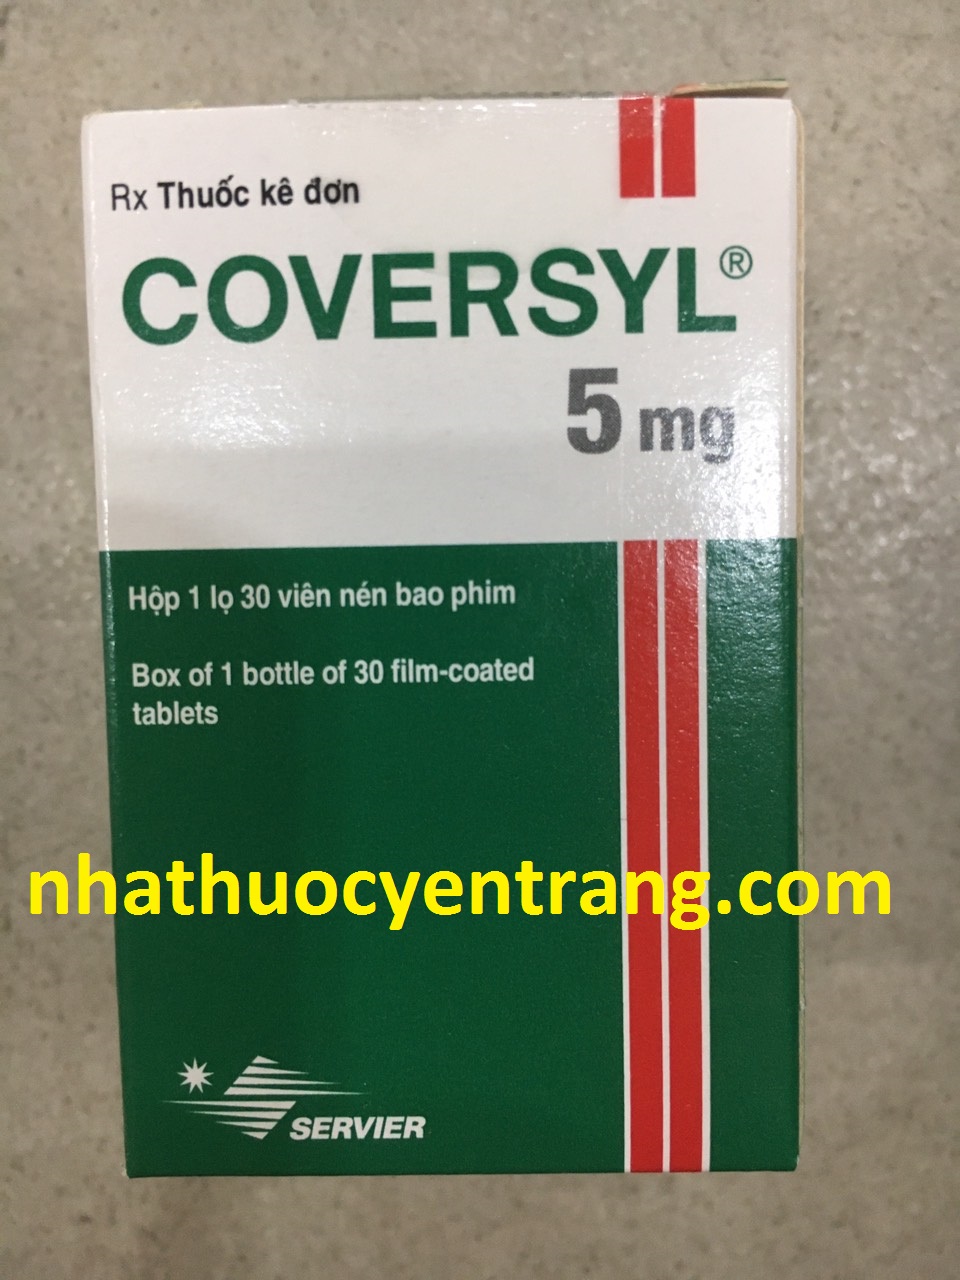 Rx Thuốc kê đơn
COVERSYL®
5 mg
Hộp 1 lọ 30 viên nén bao phim
Box of 1 bottle of 30 film-coated
tablets
nhathuocyentrang.com
SERVIER